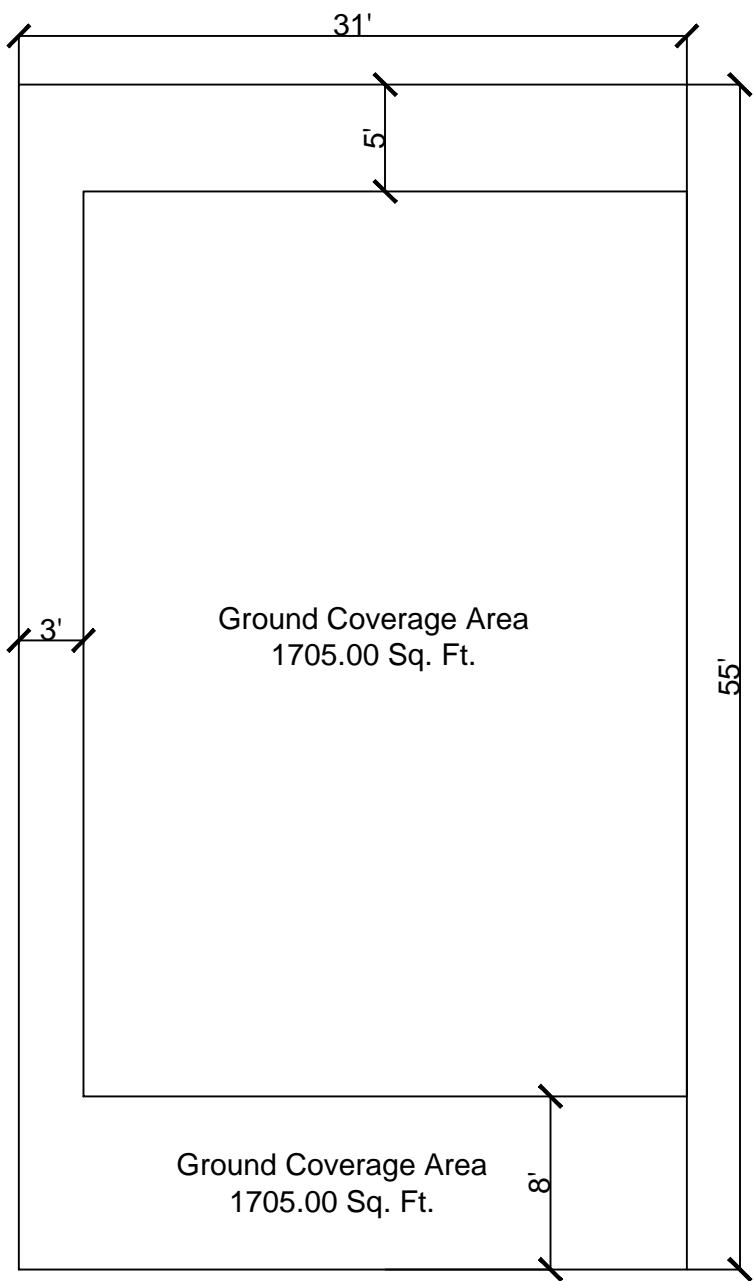 31'
5'
Ground Coverage Area
1705.00 Sq. Ft.
3'
55'
Ground Coverage Area
1705.00 Sq. Ft.
8'